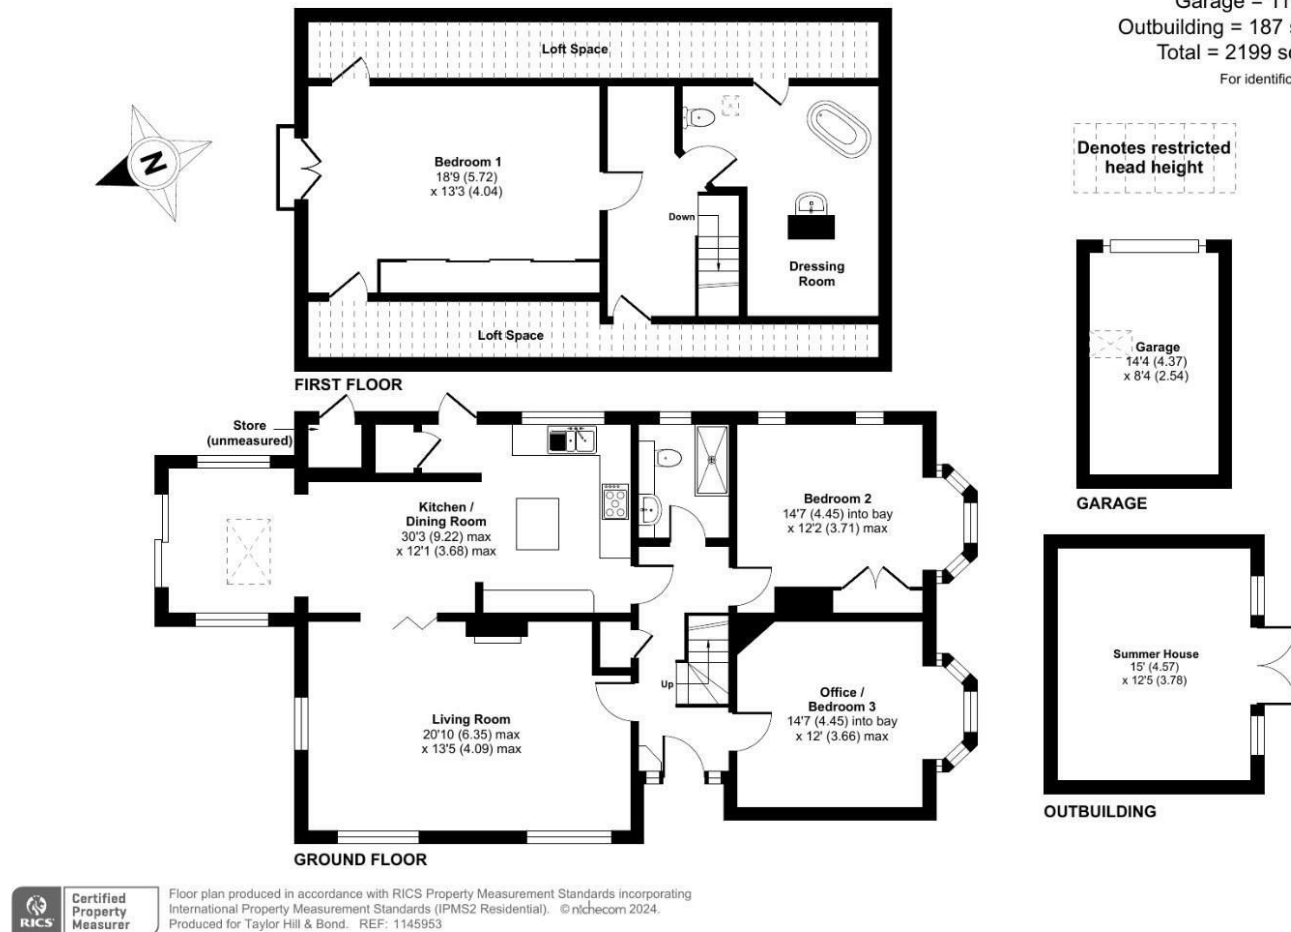 Garage = 11
Outbuilding = 187 s
Total = 2199 sq
For identific
Loft Space
N
Bedroom 1
18'9 (5.72)
x 13'3 (4.04)
Down
Dressing
Room
Loft Space
FIRST FLOOR
Denotes restricted
head height
Garage
14'4 (4.37)
x 8'4 (2.54)
GARAGE
Store
(unmeasured)
Kitchen /
Dining Room
30'3 (9.22) max
x 12'1 (3.68) max
Bedroom 2
14'7 (4.45) into bay
x 12'2 (3.71) max
Living Room
20'10 (6.35) max
x 13'5 (4.09) max
Up
Office /
Bedroom 3
14'7 (4.45) into bay
x 12' (3.66) max
GROUND FLOOR
Summer House
15' (4.57)
x 12'5 (3.78)
OUTBUILDING
RICS
Certified
Property
Measurer
Floor plan produced in accordance with RICS Property Measurement Standards incorporating
International Property Measurement Standards (IPMS2 Residential). © nichecom 2024.
Produced for Taylor Hill & Bond. REF: 1145953